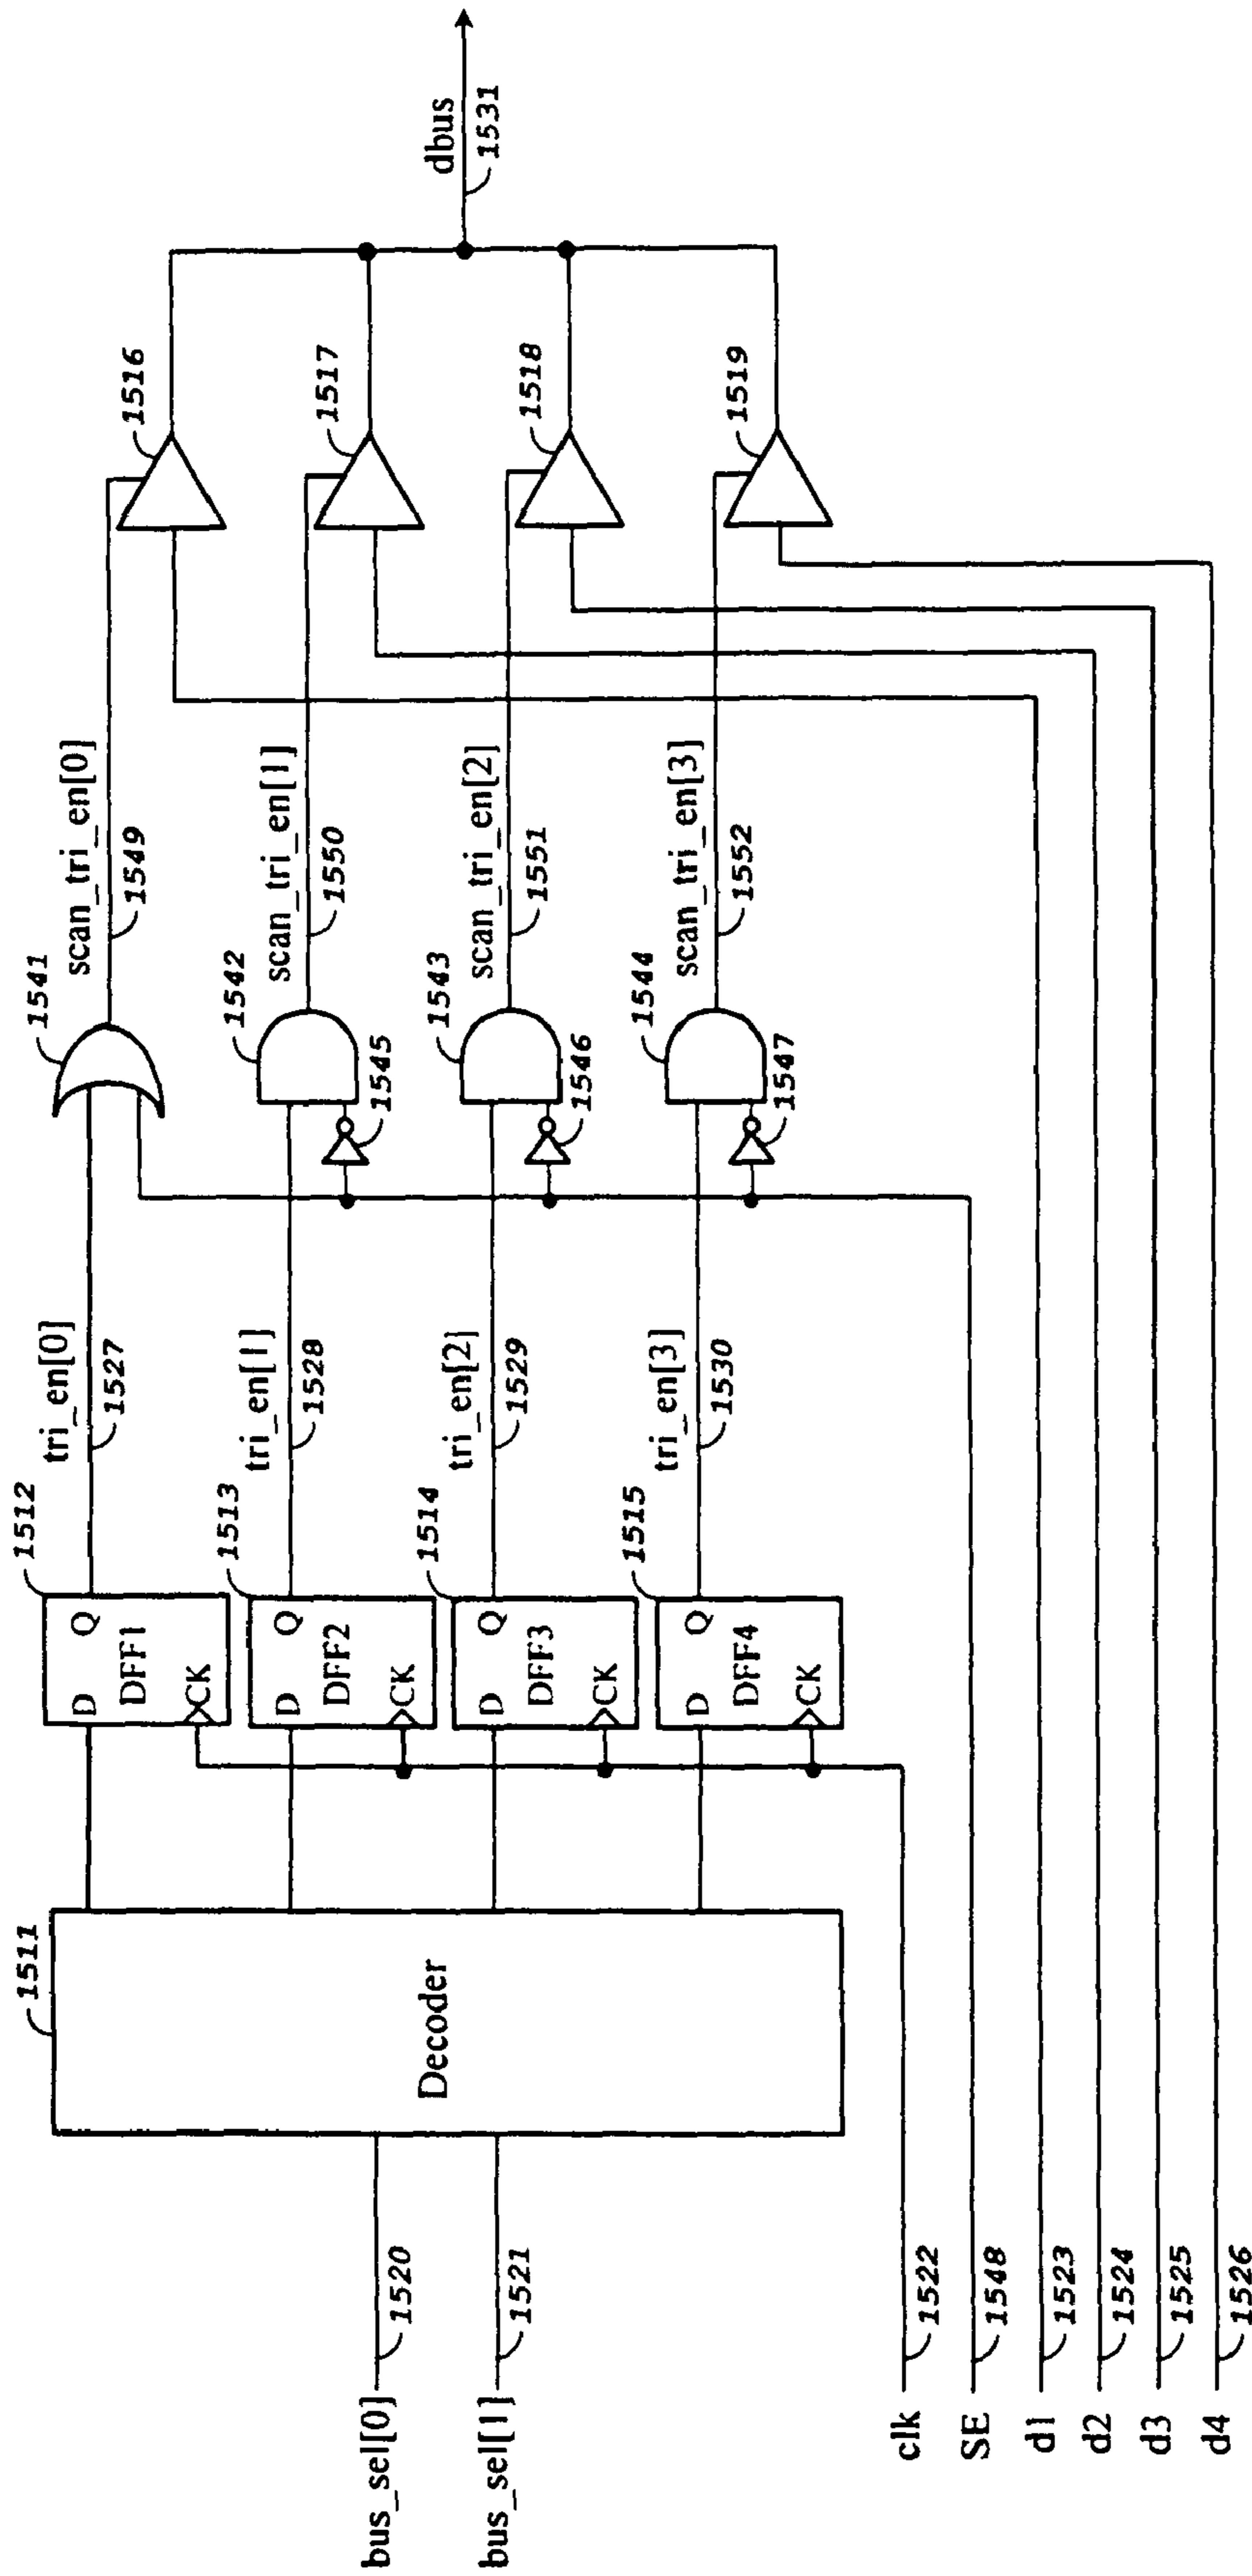 bus_sel[0]
1520
bus_sel[1]
1521
1511
Decoder
1512
D
Q
DFF1
CK
1513
D
Q
DFF2
CK
1514
D
Q
DFF3
CK
1515
D
Q
DFF4
CK
tri_en[0]
1527
tri_en[1]
1528
tri_en[2]
1529
tri_en[3]
1530
1541
1542
1545
1543
1546
1544
1547
scan_tri_en[0]
1549
scan_tri_en[1]
1550
scan_tri_en[2]
1551
scan_tri_en[3]
1552
1516
1517
1518
1519
dbus
1531
clk
1522
SE
1548
d1
1523
d2
1524
d3
1525
d4
1526